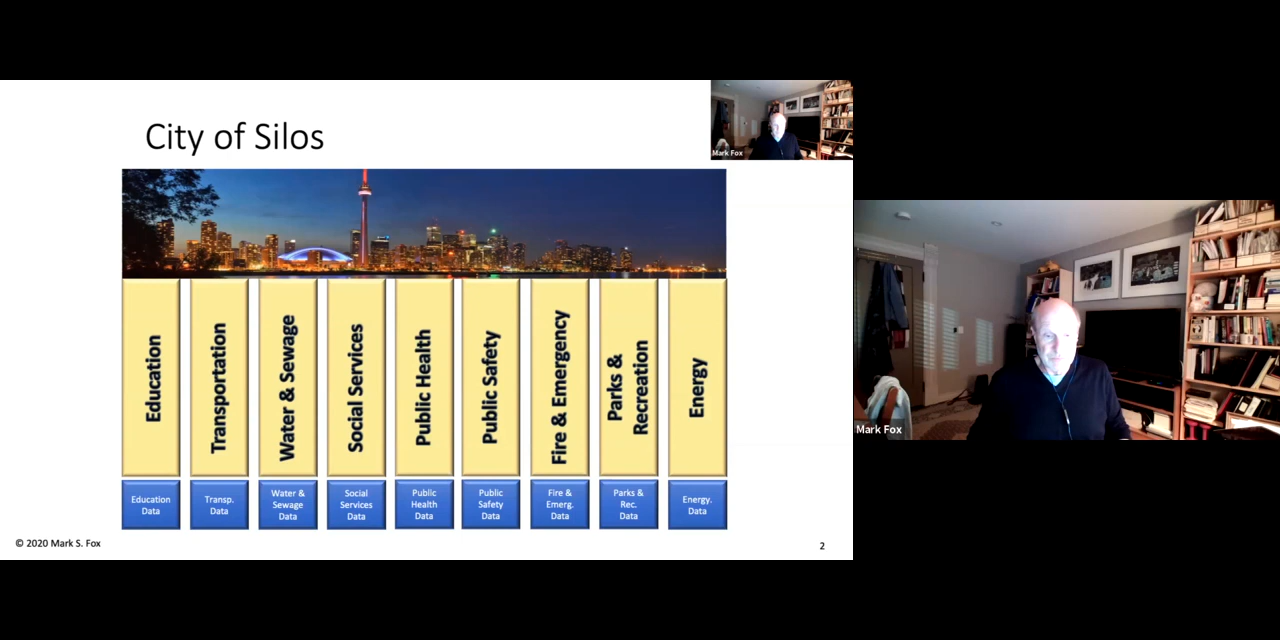 City of Silos
Mark Fox
Education
Transportation
Water & Sewage
Social Services
Public Health
Public Safety
Fire & Emergency
Parks &
Recreation
Energy
Education
Data
Transp.
Data
Water &
Sewage
Data
Social
Services
Data
Public
Health
Data
Public
Safety
Data
Fire &
Emerg.
Data
Parks &
Rec.
Data
Energy.
Data
© 2020 Mark S. Fox
2
Mark Fox